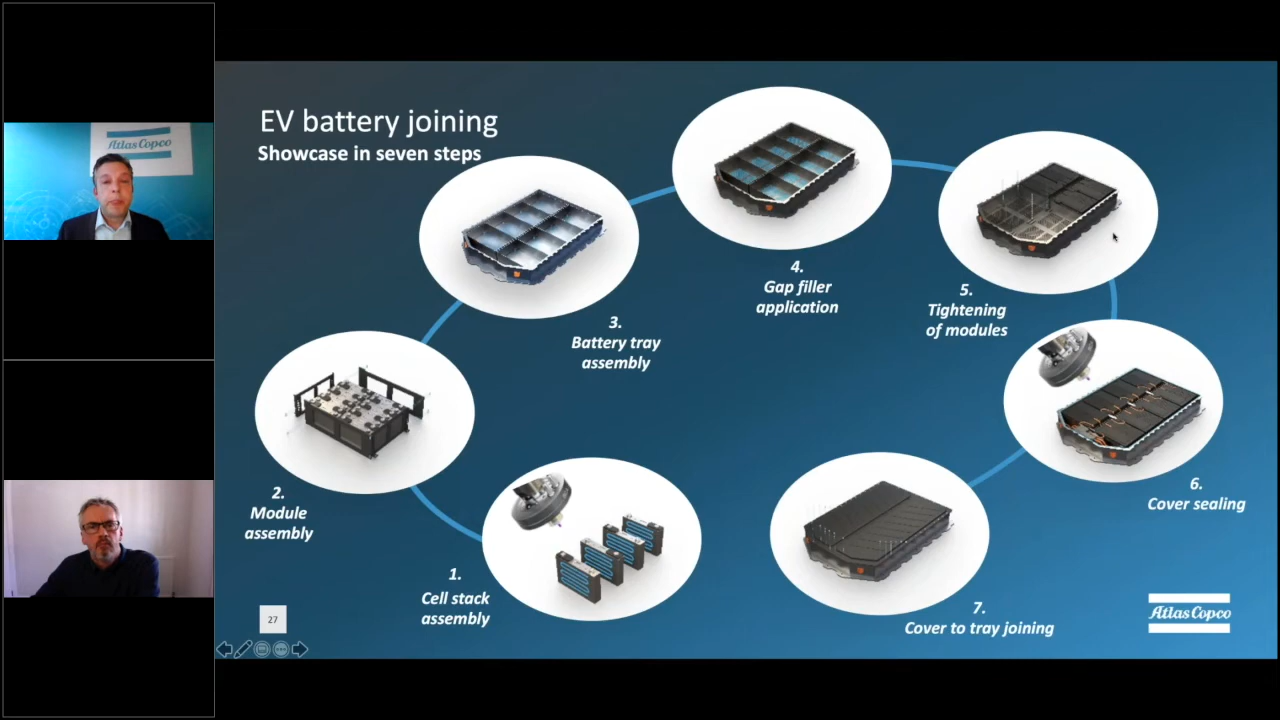 Atlas Copco
EV battery joining
Showcase in seven steps
1.
Cell stack
assembly
2.
Module
assembly
3.
Battery tray
assembly
4.
Gap filler
application
5.
Tightening
of modules
6.
Cover sealing
7.
Cover to tray joining
27
Atlas Copco